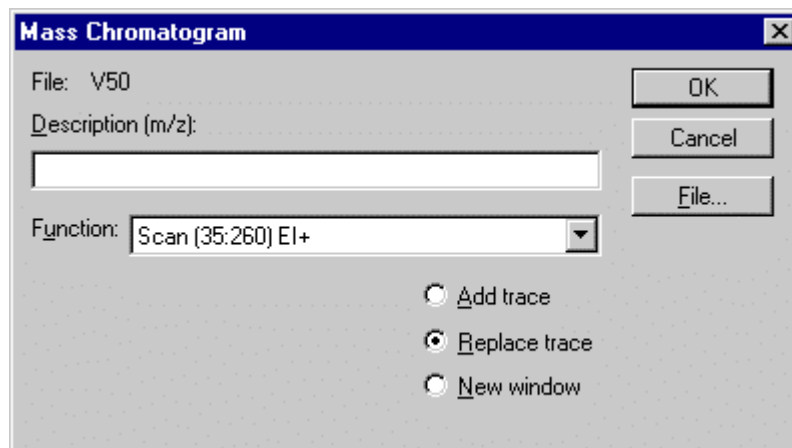 Mass Chromatogram
File: V50
OK
Description (m/z):
Cancel
File...
Function: Scan (35:260) EI+
Add trace
Replace trace
New window